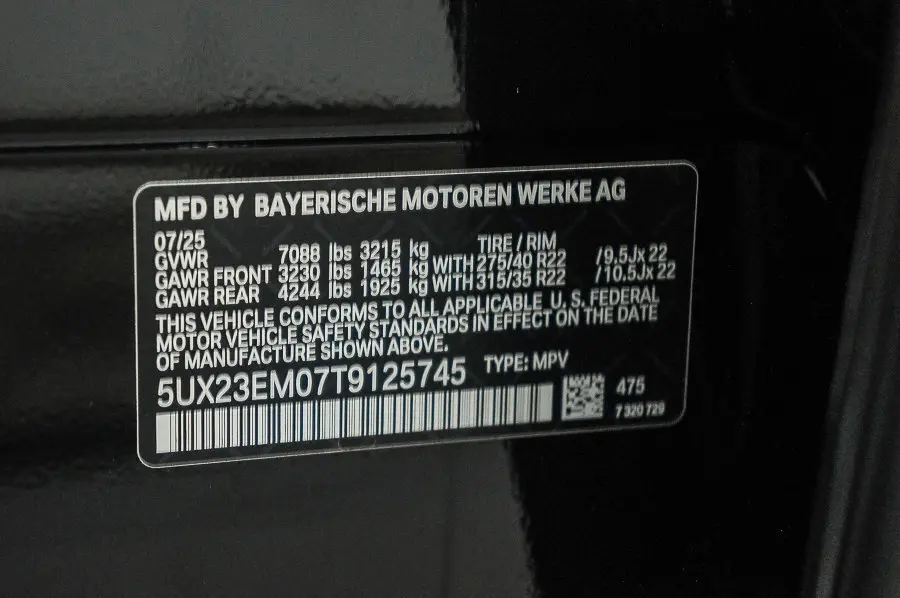 MFD BY BAYERISCHE MOTOREN WERKE AG
07/25 TIRE / RIM
GVWR 7088 lbs 3215 kg
GAWR FRONT 3230 lbs 1465 kg WITH 275/40 R22 /9.5Jx 22
GAWR REAR 4244 lbs 1925 kg WITH 315/35 R22 /10.5Jx 22
THIS VEHICLE CONFORMS TO ALL APPLICABLE U.S. FEDERAL
MOTOR VEHICLE SAFETY STANDARDS IN EFFECT ON THE DATE
OF MANUFACTURE SHOWN ABOVE.
5UX23EM07T9125745 TYPE: MPV
475
7 320 729